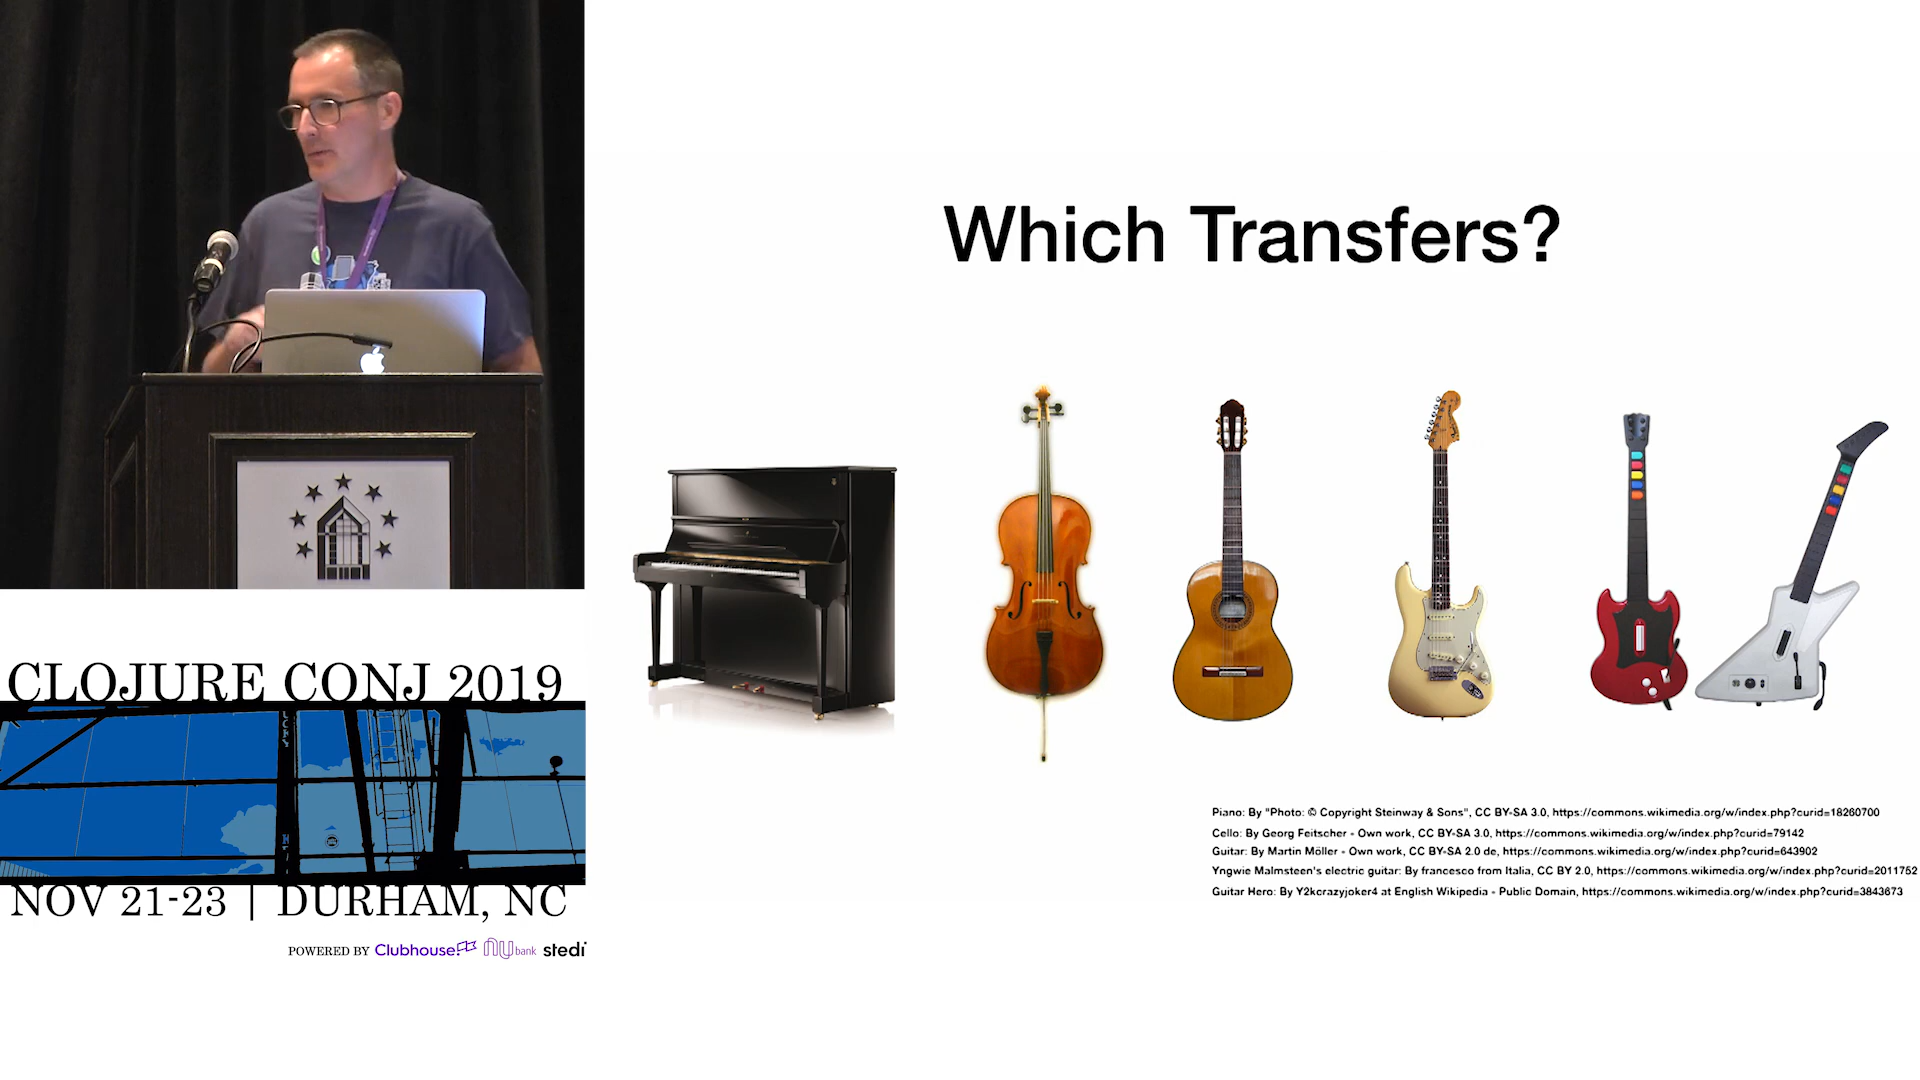 Which Transfers?
Piano: By "Photo: © Copyright Steinway & Sons", CC BY-SA 3.0, https://commons.wikimedia.org/w/index.php?curid=18260700
Cello: By Georg Feitscher - Own work, CC BY-SA 3.0, https://commons.wikimedia.org/w/index.php?curid=79142
Guitar: By Martin Möller - Own work, CC BY-SA 2.0 de, https://commons.wikimedia.org/w/index.php?curid=643902
Yngwie Malmsteen's electric guitar: By francesco from Italia, CC BY 2.0, https://commons.wikimedia.org/w/index.php?curid=2011752
Guitar Hero: By Y2kcrazyjoker4 at English Wikipedia - Public Domain, https://commons.wikimedia.org/w/index.php?curid=3843673
CLOJURE CONJ 2019
NOV 21-23 | DURHAM, NC
POWERED BY Clubhouse nu bank stedi